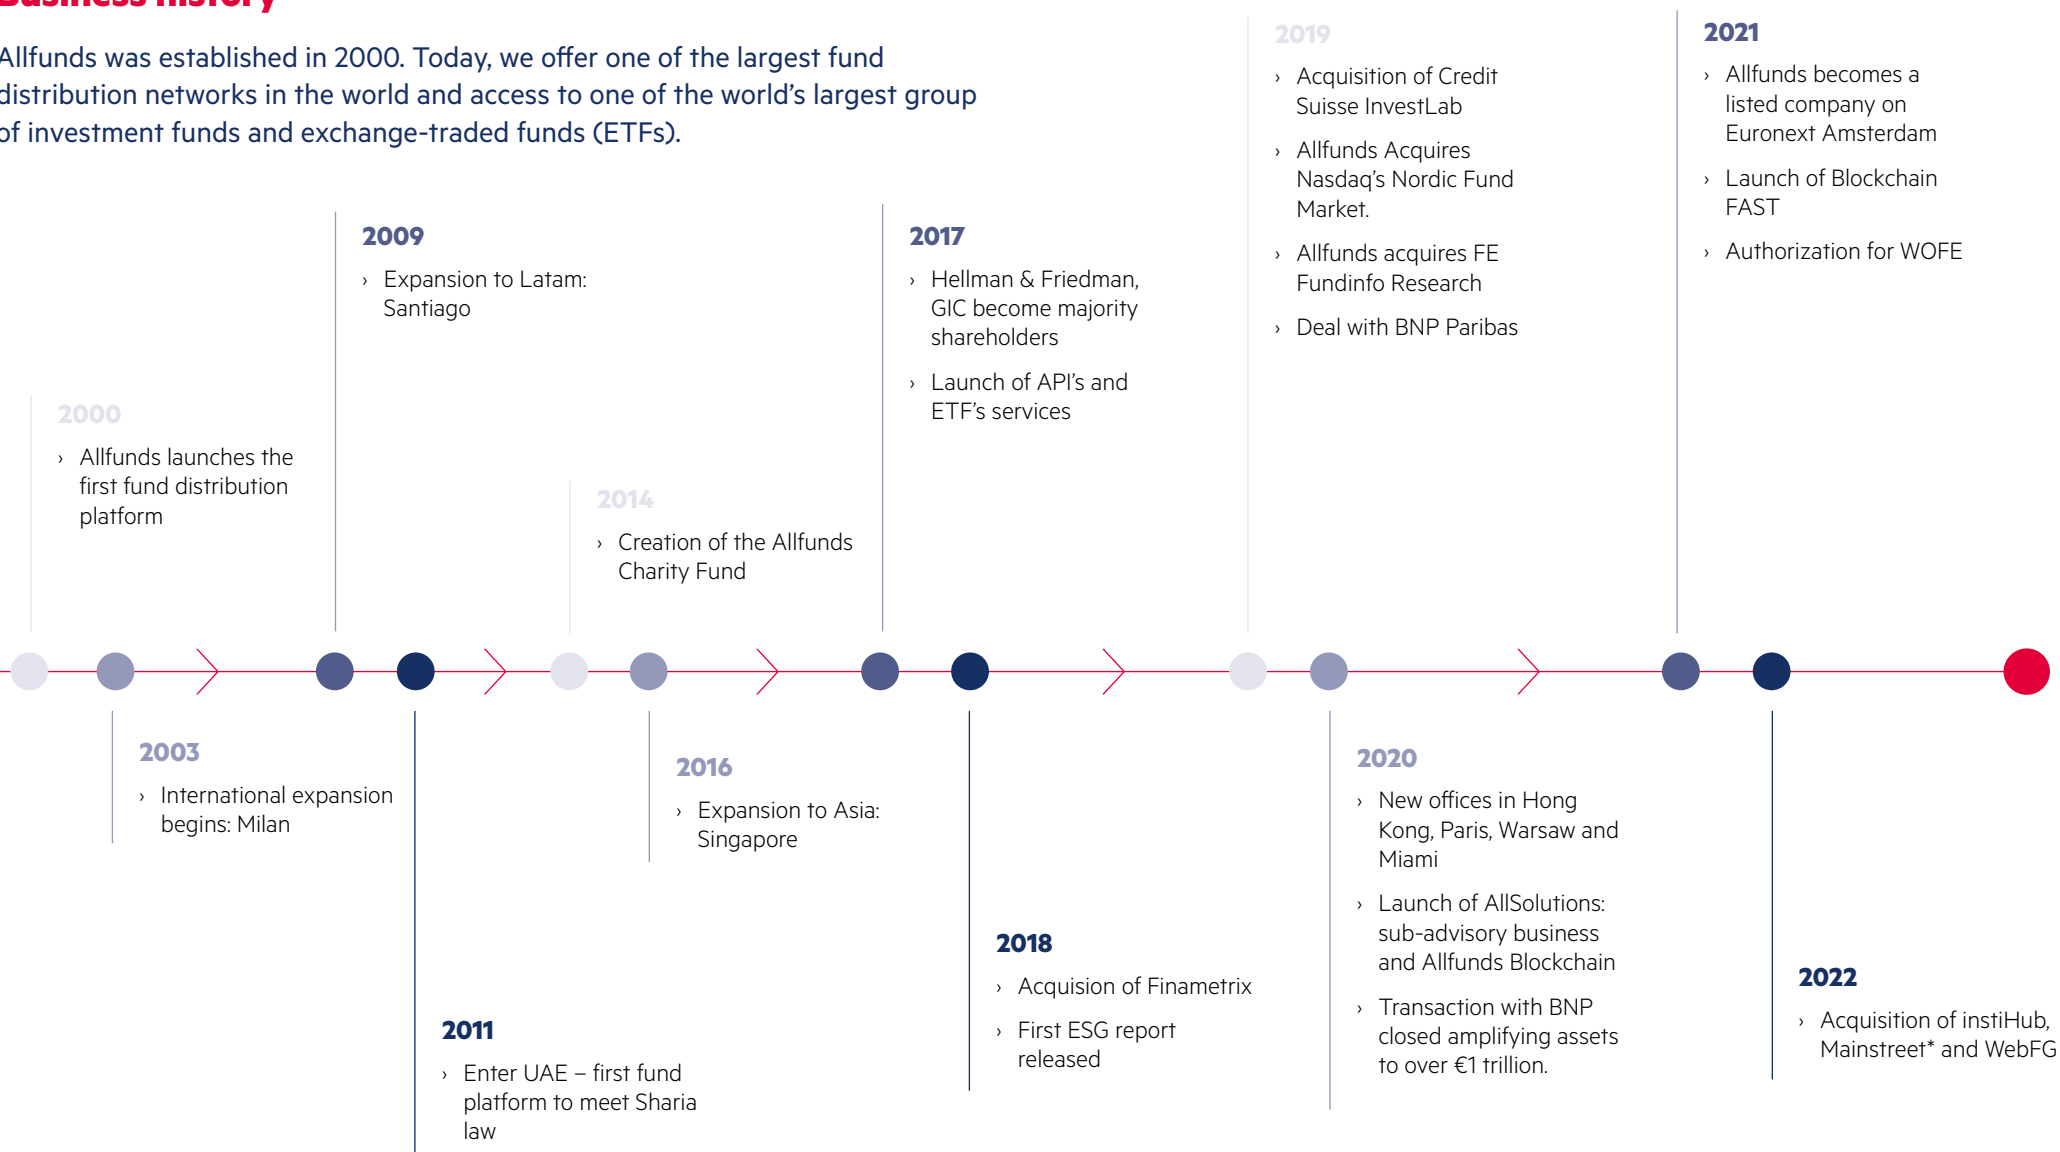 Business history
Allfunds was established in 2000. Today, we offer one of the largest fund
distribution networks in the world and access to one of the world's largest group
of investment funds and exchange-traded funds (ETFs).
2000
› Allfunds launches the
first fund distribution
platform
2003
› International expansion
begins: Milan
2009
› Expansion to Latam:
Santiago
2011
› Enter UAE – first fund
platform to meet Sharia
law
2014
› Creation of the Allfunds
Charity Fund
2016
› Expansion to Asia:
Singapore
2017
› Hellman & Friedman,
GIC become majority
shareholders
› Launch of API's and
ETF's services
2018
› Acquision of Finametrix
› First ESG report
released
2019
› Acquisition of Credit
Suisse InvestLab
› Allfunds Acquires
Nasdaq's Nordic Fund
Market.
› Allfunds acquires FE
Fundinfo Research
› Deal with BNP Paribas
2020
› New offices in Hong
Kong, Paris, Warsaw and
Miami
› Launch of AllSolutions:
sub-advisory business
and Allfunds Blockchain
› Transaction with BNP
closed amplifying assets
to over €1 trillion.
2021
› Allfunds becomes a
listed company on
Euronext Amsterdam
› Launch of Blockchain
FAST
› Authorization for WOFE
2022
› Acquisition of instiHub,
Mainstreet* and WebFG